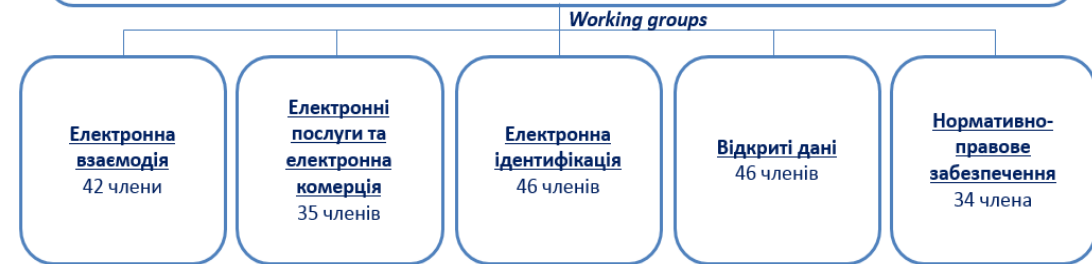 Working groups
Електронна
взаємодія
42 члени
Електронні
послуги та
електронна
комерція
35 членів
Електронна
ідентифікація
46 членів
Відкриті дані
46 членів
Нормативно-
правове
забезпечення
34 члена